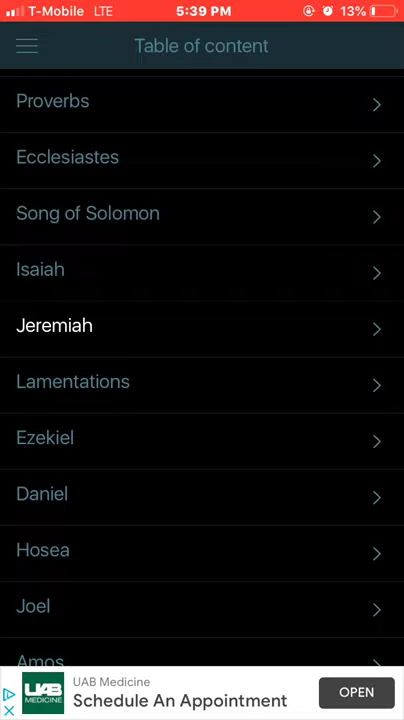 T-Mobile LTE 5:39 PM 13%
Table of content
Proverbs
Ecclesiastes
Song of Solomon
Isaiah
Jeremiah
Lamentations
Ezekiel
Daniel
Hosea
Joel
Amos
UAB Medicine
UAB MEDICINE
Schedule An Appointment
OPEN